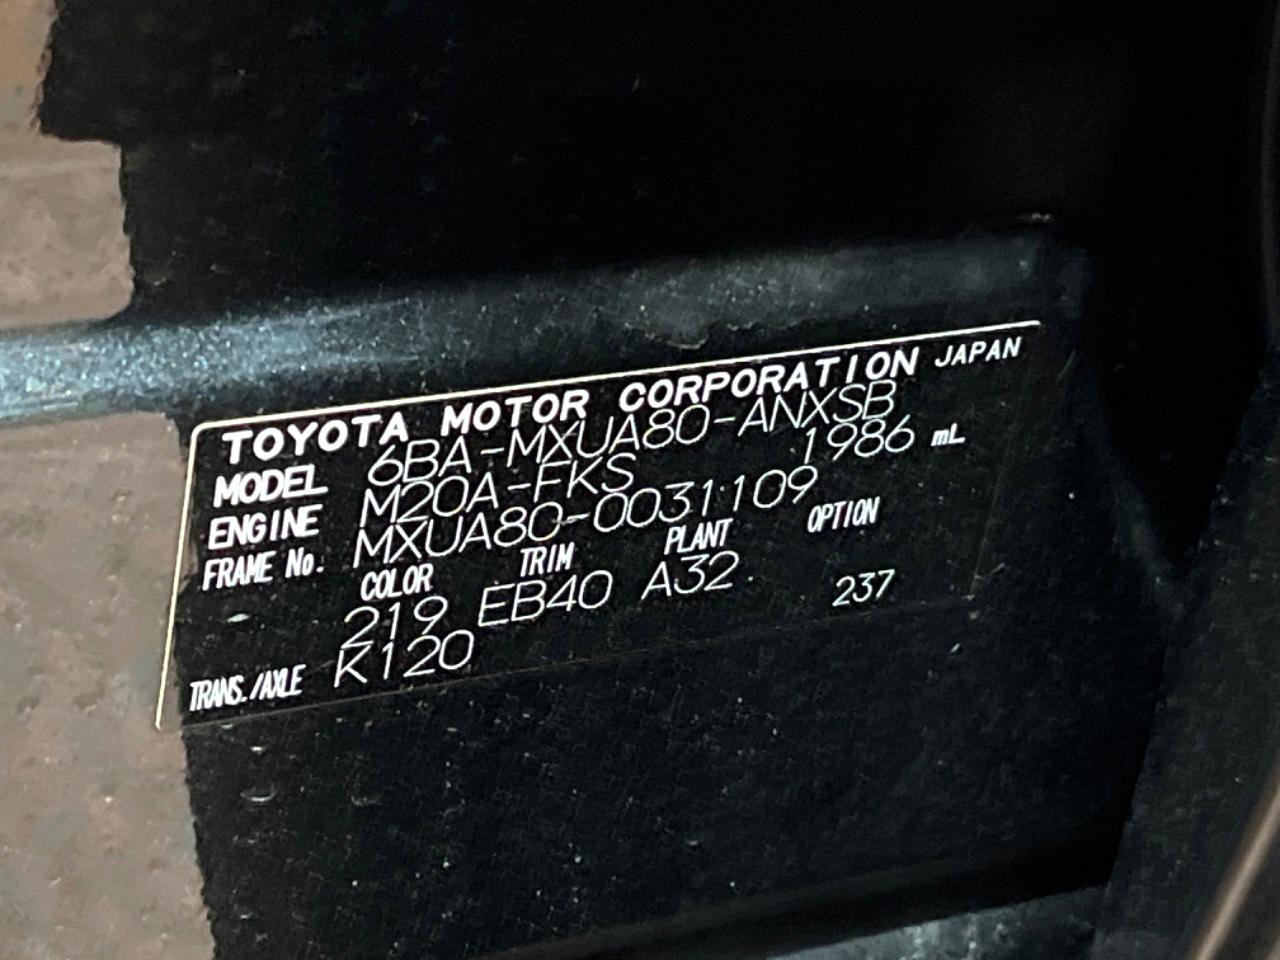 TOYOTA MOTOR CORPORATION JAPAN
MODEL 6BA-MXUA80-ANXSB
ENGINE M20A-FKS 1986 mL
FRAME No. MXUA80-0031109
COLOR TRIM PLANT OPTION
219 EB40 A32 237
TRANS./AXLE K120